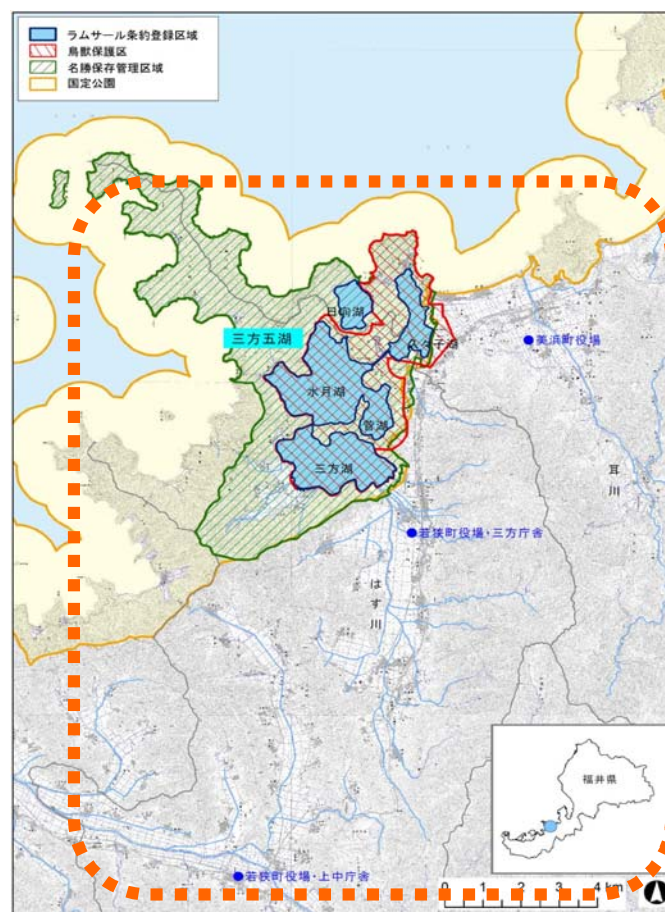 ラムサール条約登録区域
鳥獣保護区
名勝保存管理区域
国定公園
日向湖
三方五湖
久々子湖
美浜町役場
水月湖
菅湖
三方湖
耳川
若狭町役場・三方庁舎
はす川
福井県
若狭町役場・上中庁舎
0 1 2 3 4 km